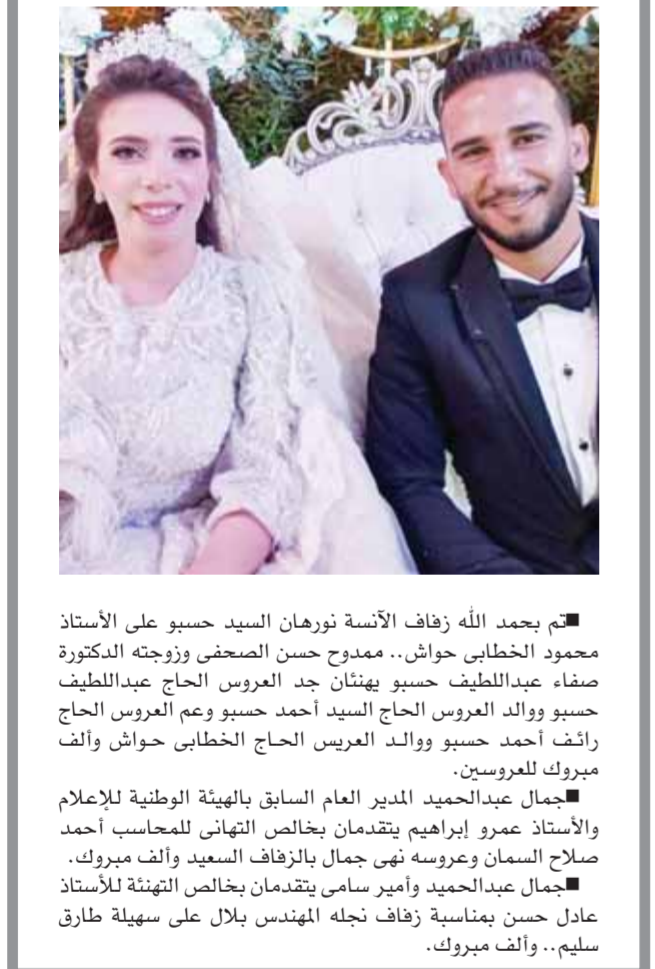 ■تم بحمد الله زفاف الآنسة نورهان السيد حسبو على الأستاذ
محمود الخطابى حواش.. ممدوح حسن الصحفى وزوجته الدكتورة
صفاء عبداللطيف حسبو يهنئان جد العروس الحاج عبداللطيف
حسبو ووالد العروس الحاج السيد أحمد حسبو وعم العروس الحاج
رائف أحمد حسبو ووالد العريس الحاج الخطابى حواش وألف
مبروك للعروسين.
■جمال عبدالحميد المدير العام السابق بالهيئة الوطنية للإعلام
والأستاذ عمرو إبراهيم يتقدمان بخالص التهانى للمحاسب أحمد
صلاح السمان وعروسه نهى جمال بالزفاف السعيد وألف مبروك.
■جمال عبدالحميد وأمير سامى يتقدمان بخالص التهنئة للأستاذ
عادل حسن بمناسبة زفاف نجله المهندس بلال على سهيلة طارق
سليم.. وألف مبروك.